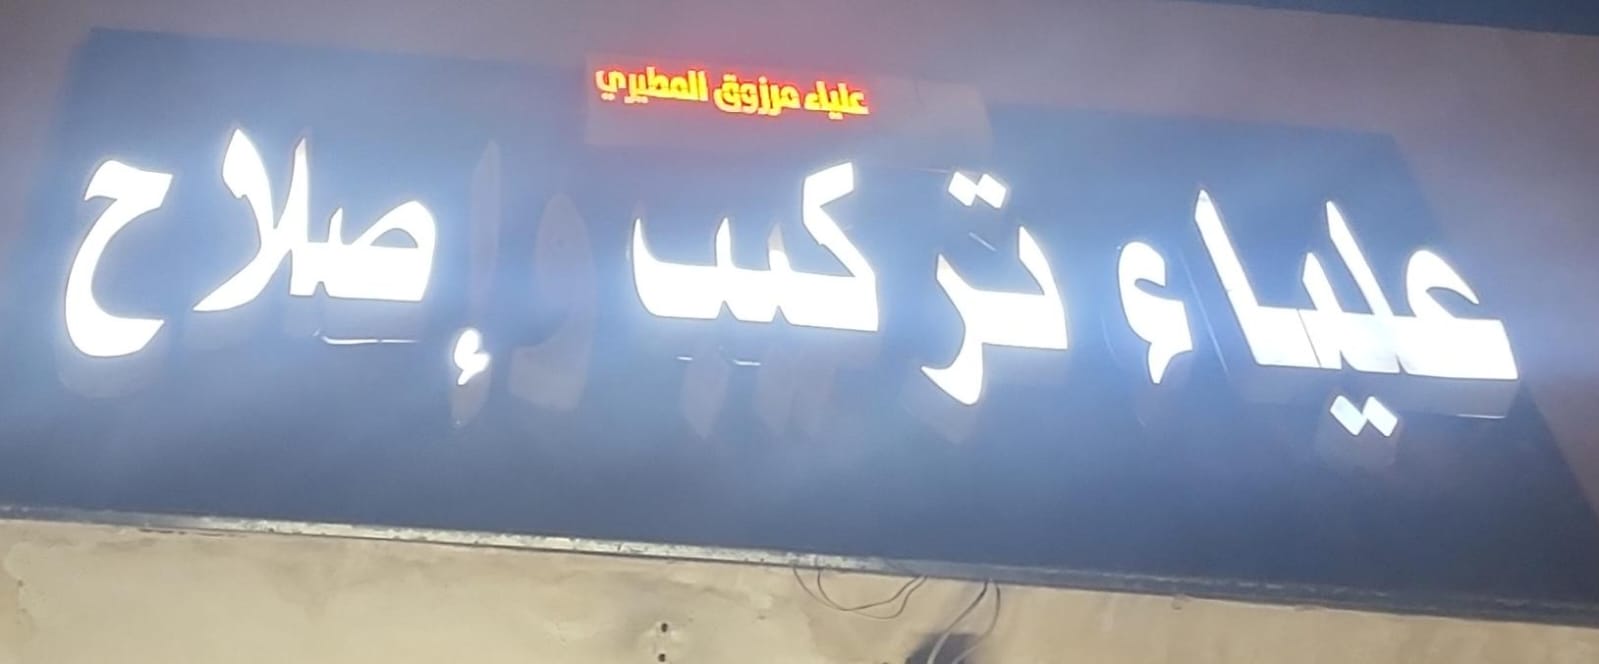 علياء مرزوق المطيري
علياء تركيب وإصلاح